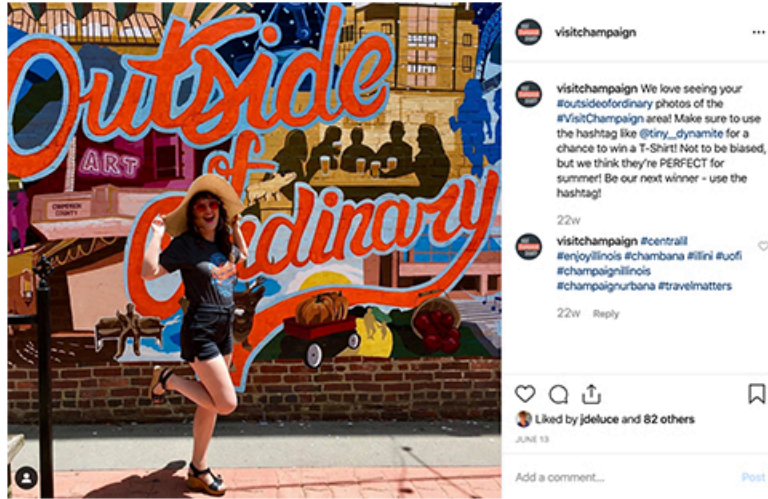 Outside
of
Ordinary
ART
CHAMPAIGN
COUNTY
visitchampaign
visitchampaign We love seeing your
#outsideofordinary photos of the
#VisitChampaign area! Make sure to use
the hashtag like @tiny__dynamite for a
chance to win a T-Shirt! Not to be biased,
but we think they're PERFECT for
summer! Be our next winner - use the
hashtag!
22w
visitchampaign #centralil
#enjoyillinois #chambana #illini #uofi
#champaignillinois
#champaignurbana #travelmatters
22w Reply
Liked by jdeluce and 82 others
JUNE 13
Add a comment... Post